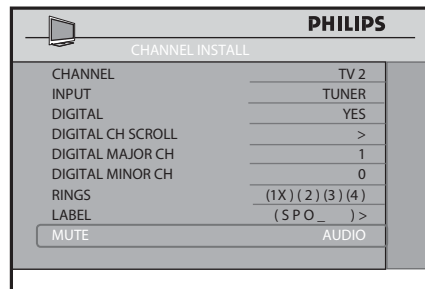 PHILIPS
CHANNEL INSTALL
CHANNEL TV 2
INPUT TUNER
DIGITAL YES
DIGITAL CH SCROLL >
DIGITAL MAJOR CH 1
DIGITAL MINOR CH 0
RINGS (1X) ( 2 ) ( 3 ) ( 4 )
LABEL ( S P O _ ) >
MUTE AUDIO